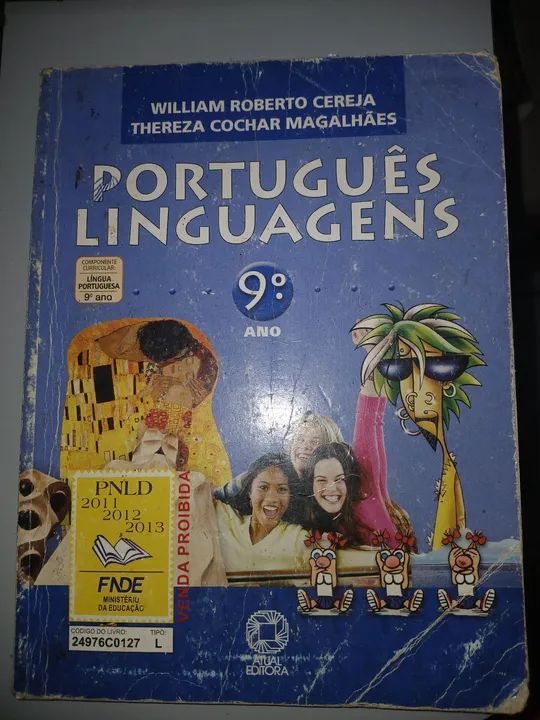 WILLIAM ROBERTO CEREJA
THEREZA COCHAR MAGALHÃES
PORTUGUÊS
LINGUAGENS
COMPONENTE
CURRICULAR:
LÍNGUA
PORTUGUESA
9º ano
9º
ANO
PNLD
2011
2012
2013
FNDE
MINISTÉRIO
DA EDUCAÇÃO
CÓDIGO DO LIVRO: TIPO:
24976C0127 L
VENDA PROIBIDA
ATUAL
EDITORA